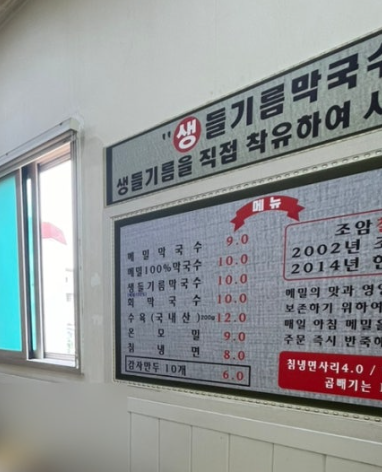 "생들기름막국수
생들기름을 직접 착유하여
메뉴
메밀막국수 9.0
메밀100%막국수 10.0
생들기름막국수 10.0
회막국수 10.0
수육(국내산)200g 12.0
온모밀 9.0
칡냉면 8.0
감자만두 10개 6.0
조암
2002년
2014년
메밀의 맛과
보존하기 위하여
매일 아침 메밀
주문 즉시 반죽
칡냉면사리4.0 /
곱빼기는